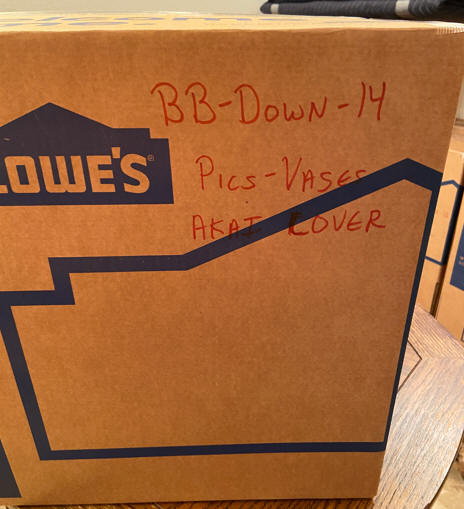 BB-DOWN-14
LOWE'S®
PICS-VASES
AKAI COVER